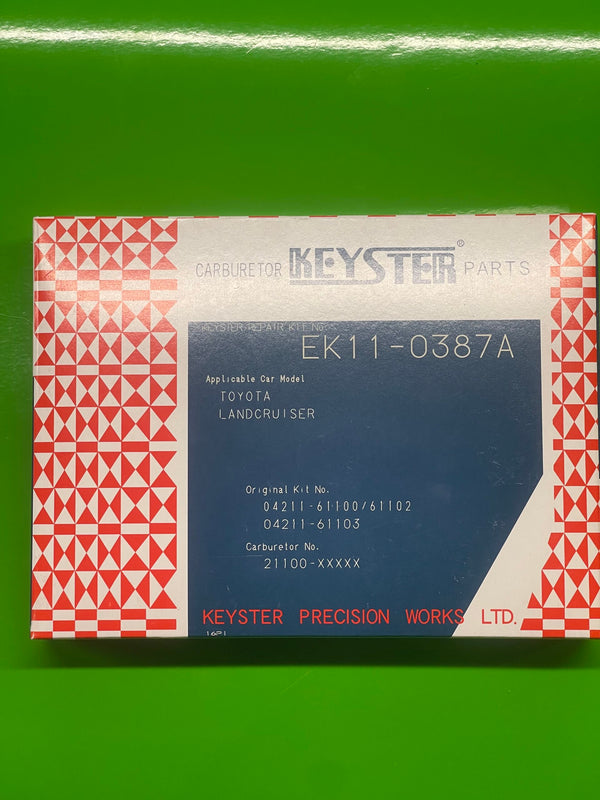 CARBURETOR KEYSTER® PARTS
KEYSTER REPAIR KIT NO.
EK11-0387A
Applicable Car Model
TOYOTA
LANDCRUISER
Original Kit No.
04211-61100/61102
04211-61103
Carburetor No.
21100-XXXXX
KEYSTER PRECISION WORKS LTD.